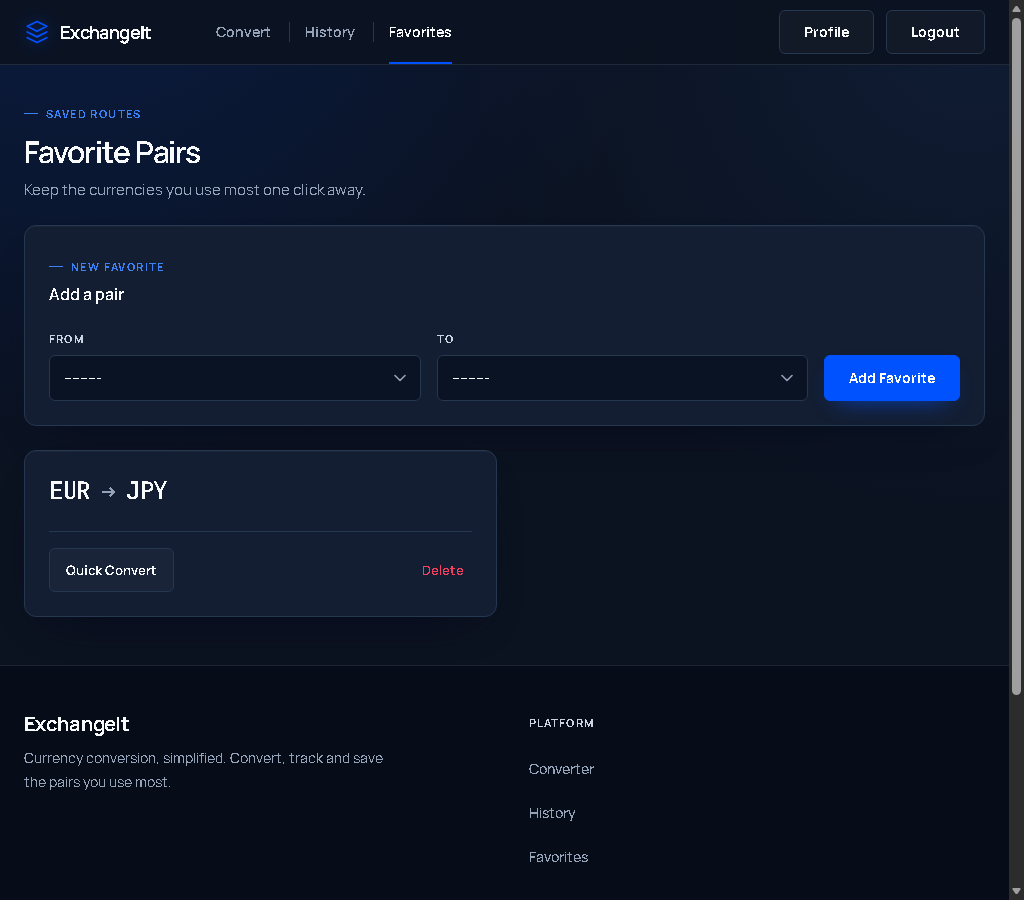 ExchangeIt
Convert
History
Favorites
Profile
Logout
SAVED ROUTES
Favorite Pairs
Keep the currencies you use most one click away.
NEW FAVORITE
Add a pair
FROM
TO
---------
---------
Add Favorite
EUR → JPY
Quick Convert
Delete
ExchangeIt
Currency conversion, simplified. Convert, track and save
the pairs you use most.
PLATFORM
Converter
History
Favorites